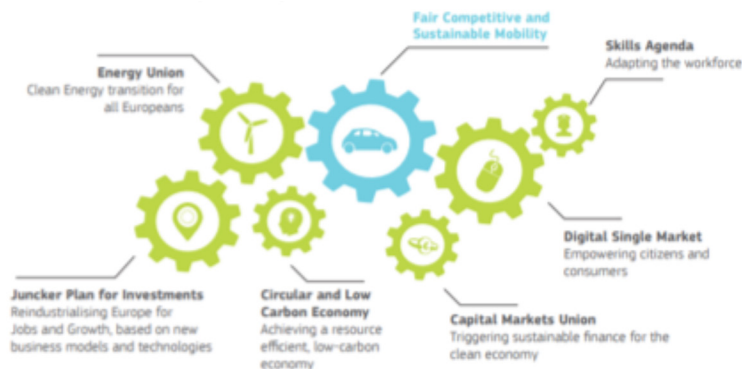 Fair Competitive and
Sustainable Mobility
Skills Agenda
Adapting the workforce
Energy Union
Clean Energy transition for
all Europeans
Digital Single Market
Empowering citizens and
consumers
Juncker Plan for Investments
Reindustrialising Europe for
Jobs and Growth, based on new
business models and technologies
Circular and Low
Carbon Economy
Achieving a resource
efficient, low-carbon
economy
Capital Markets Union
Triggering sustainable finance for the
clean economy